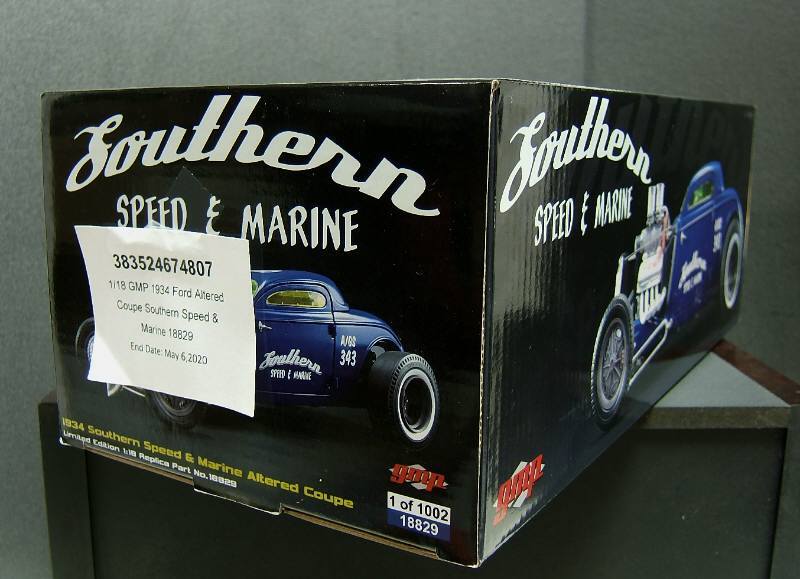 Southern
SPEED & MARINE
383524674807
1/18 GMP 1934 Ford Altered
Coupe Southern Speed &
Marine 18829
End Date: May 6,2020
A/GS
343
Southern
SPEED & MARINE
1934 Southern Speed & Marine Altered Coupe
Limited Edition 1:18 Replica Part No.18829
gmp
1 of 1002
18829
Southern
SPEED & MARINE
343
Southern
gmp